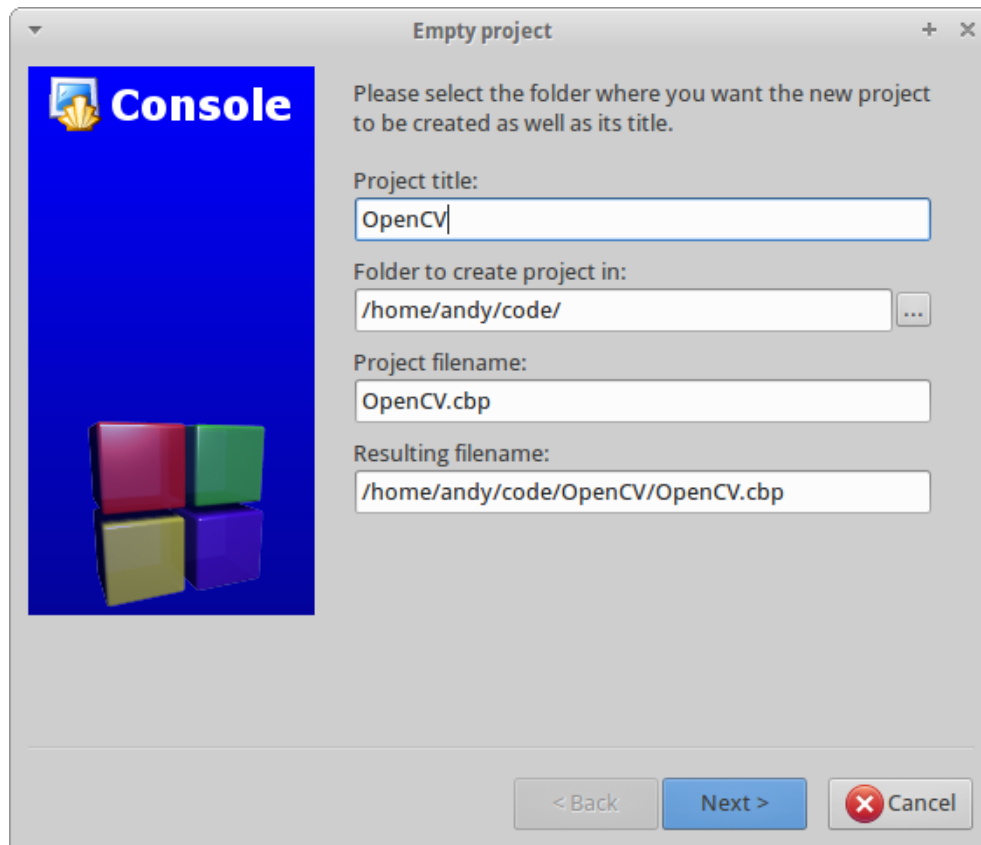 Empty project
Console
Please select the folder where you want the new project
to be created as well as its title.
Project title:
OpenCV
Folder to create project in:
/home/andy/code/
...
Project filename:
OpenCV.cbp
Resulting filename:
/home/andy/code/OpenCV/OpenCV.cbp
< Back
Next >
Cancel